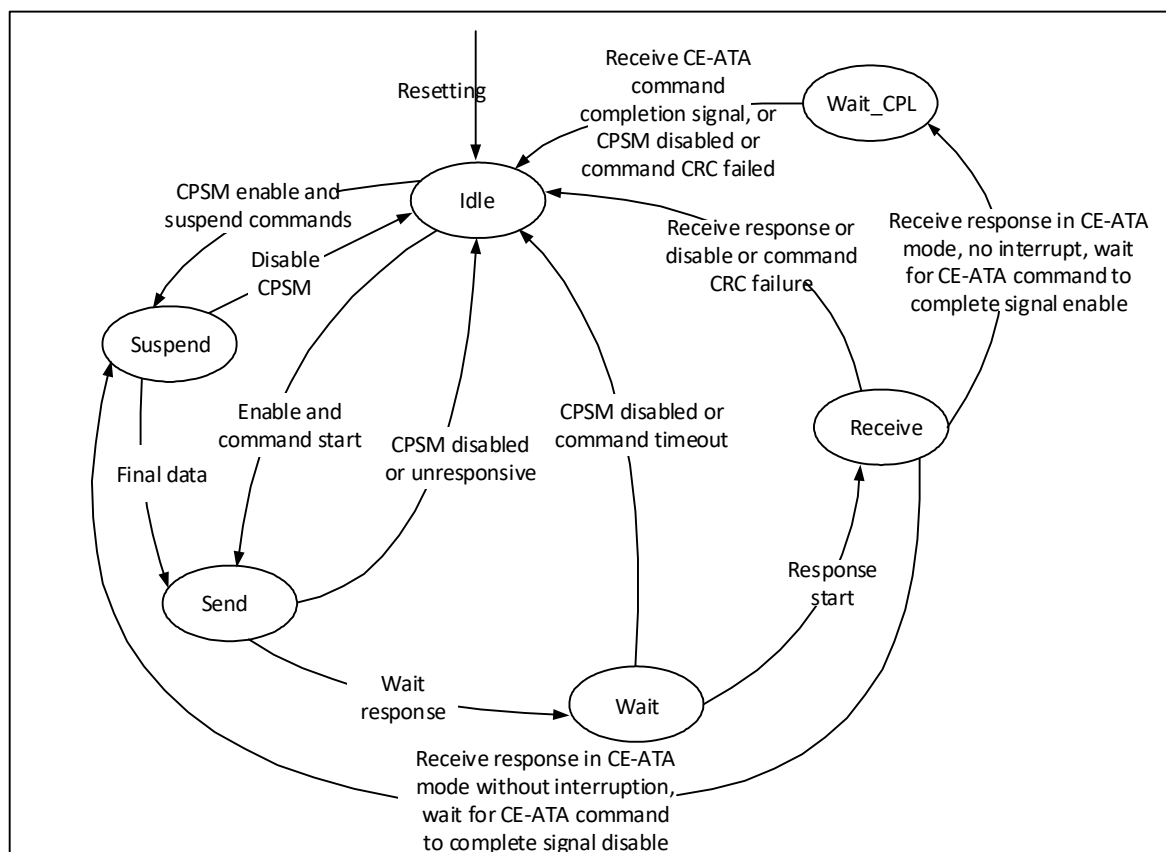 Resetting
Receive CE-ATA
command
completion signal, or
CPSM disabled or
command CRC failed
Wait_CPL
CPSM enable and
suspend commands
Idle
Disable
CPSM
Receive response or
disable or command
CRC failure
Receive response in CE-ATA
mode, no interrupt, wait
for CE-ATA command to
complete signal enable
Suspend
Enable and
command start
CPSM disabled
or unresponsive
CPSM disabled or
command timeout
Receive
Final data
Send
Response
start
Wait
response
Wait
Receive response in CE-ATA
mode without interruption,
wait for CE-ATA command
to complete signal disable